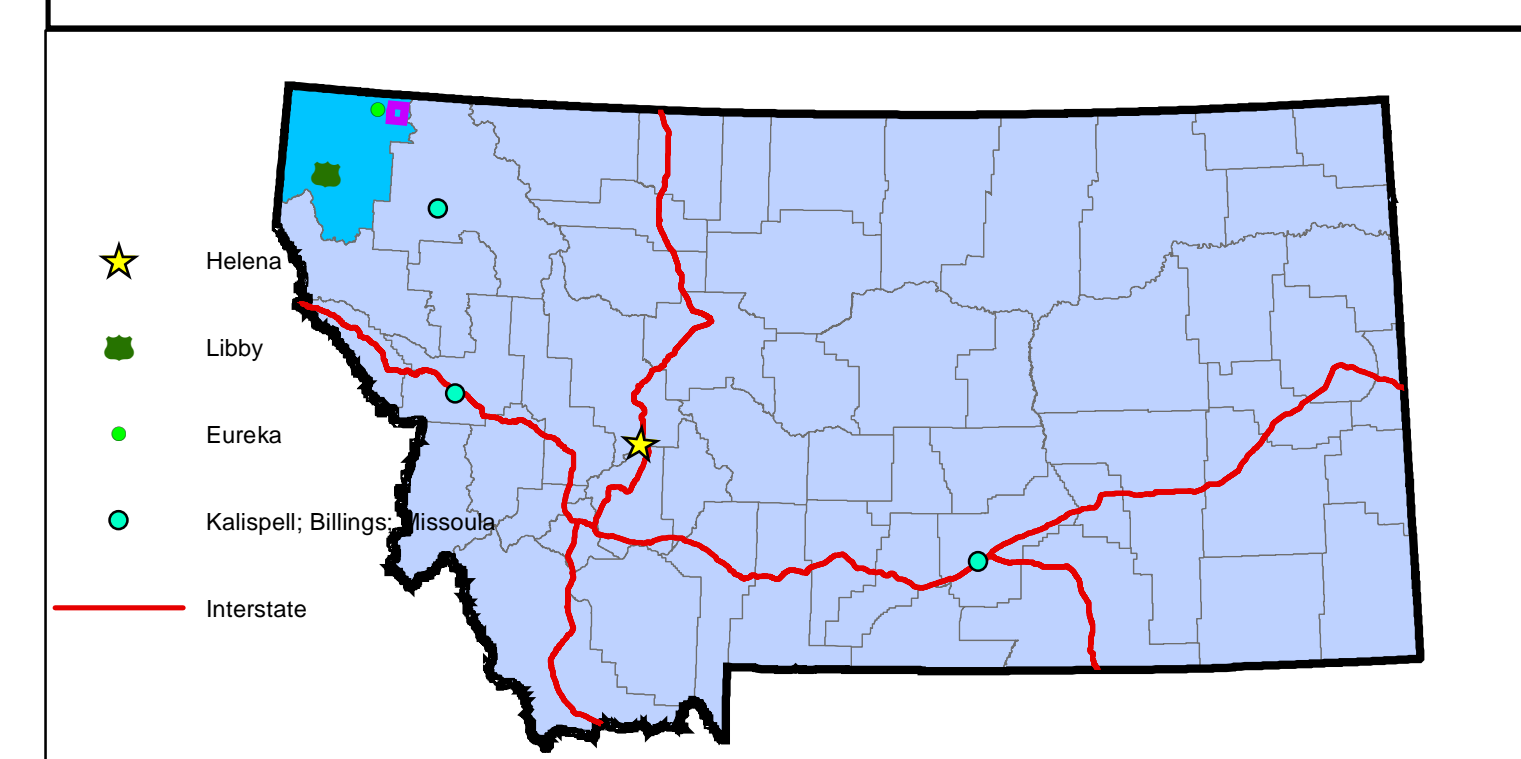 Helena
Libby
Eureka
Kalispell; Billings; Missoula
Interstate